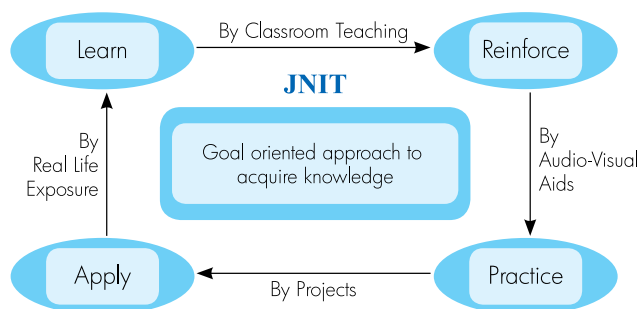 Learn
By Classroom Teaching
Reinforce
JNIT
By
Real Life
Exposure
Goal oriented approach to
acquire knowledge
By
Audio-Visual
Aids
Apply
By Projects
Practice